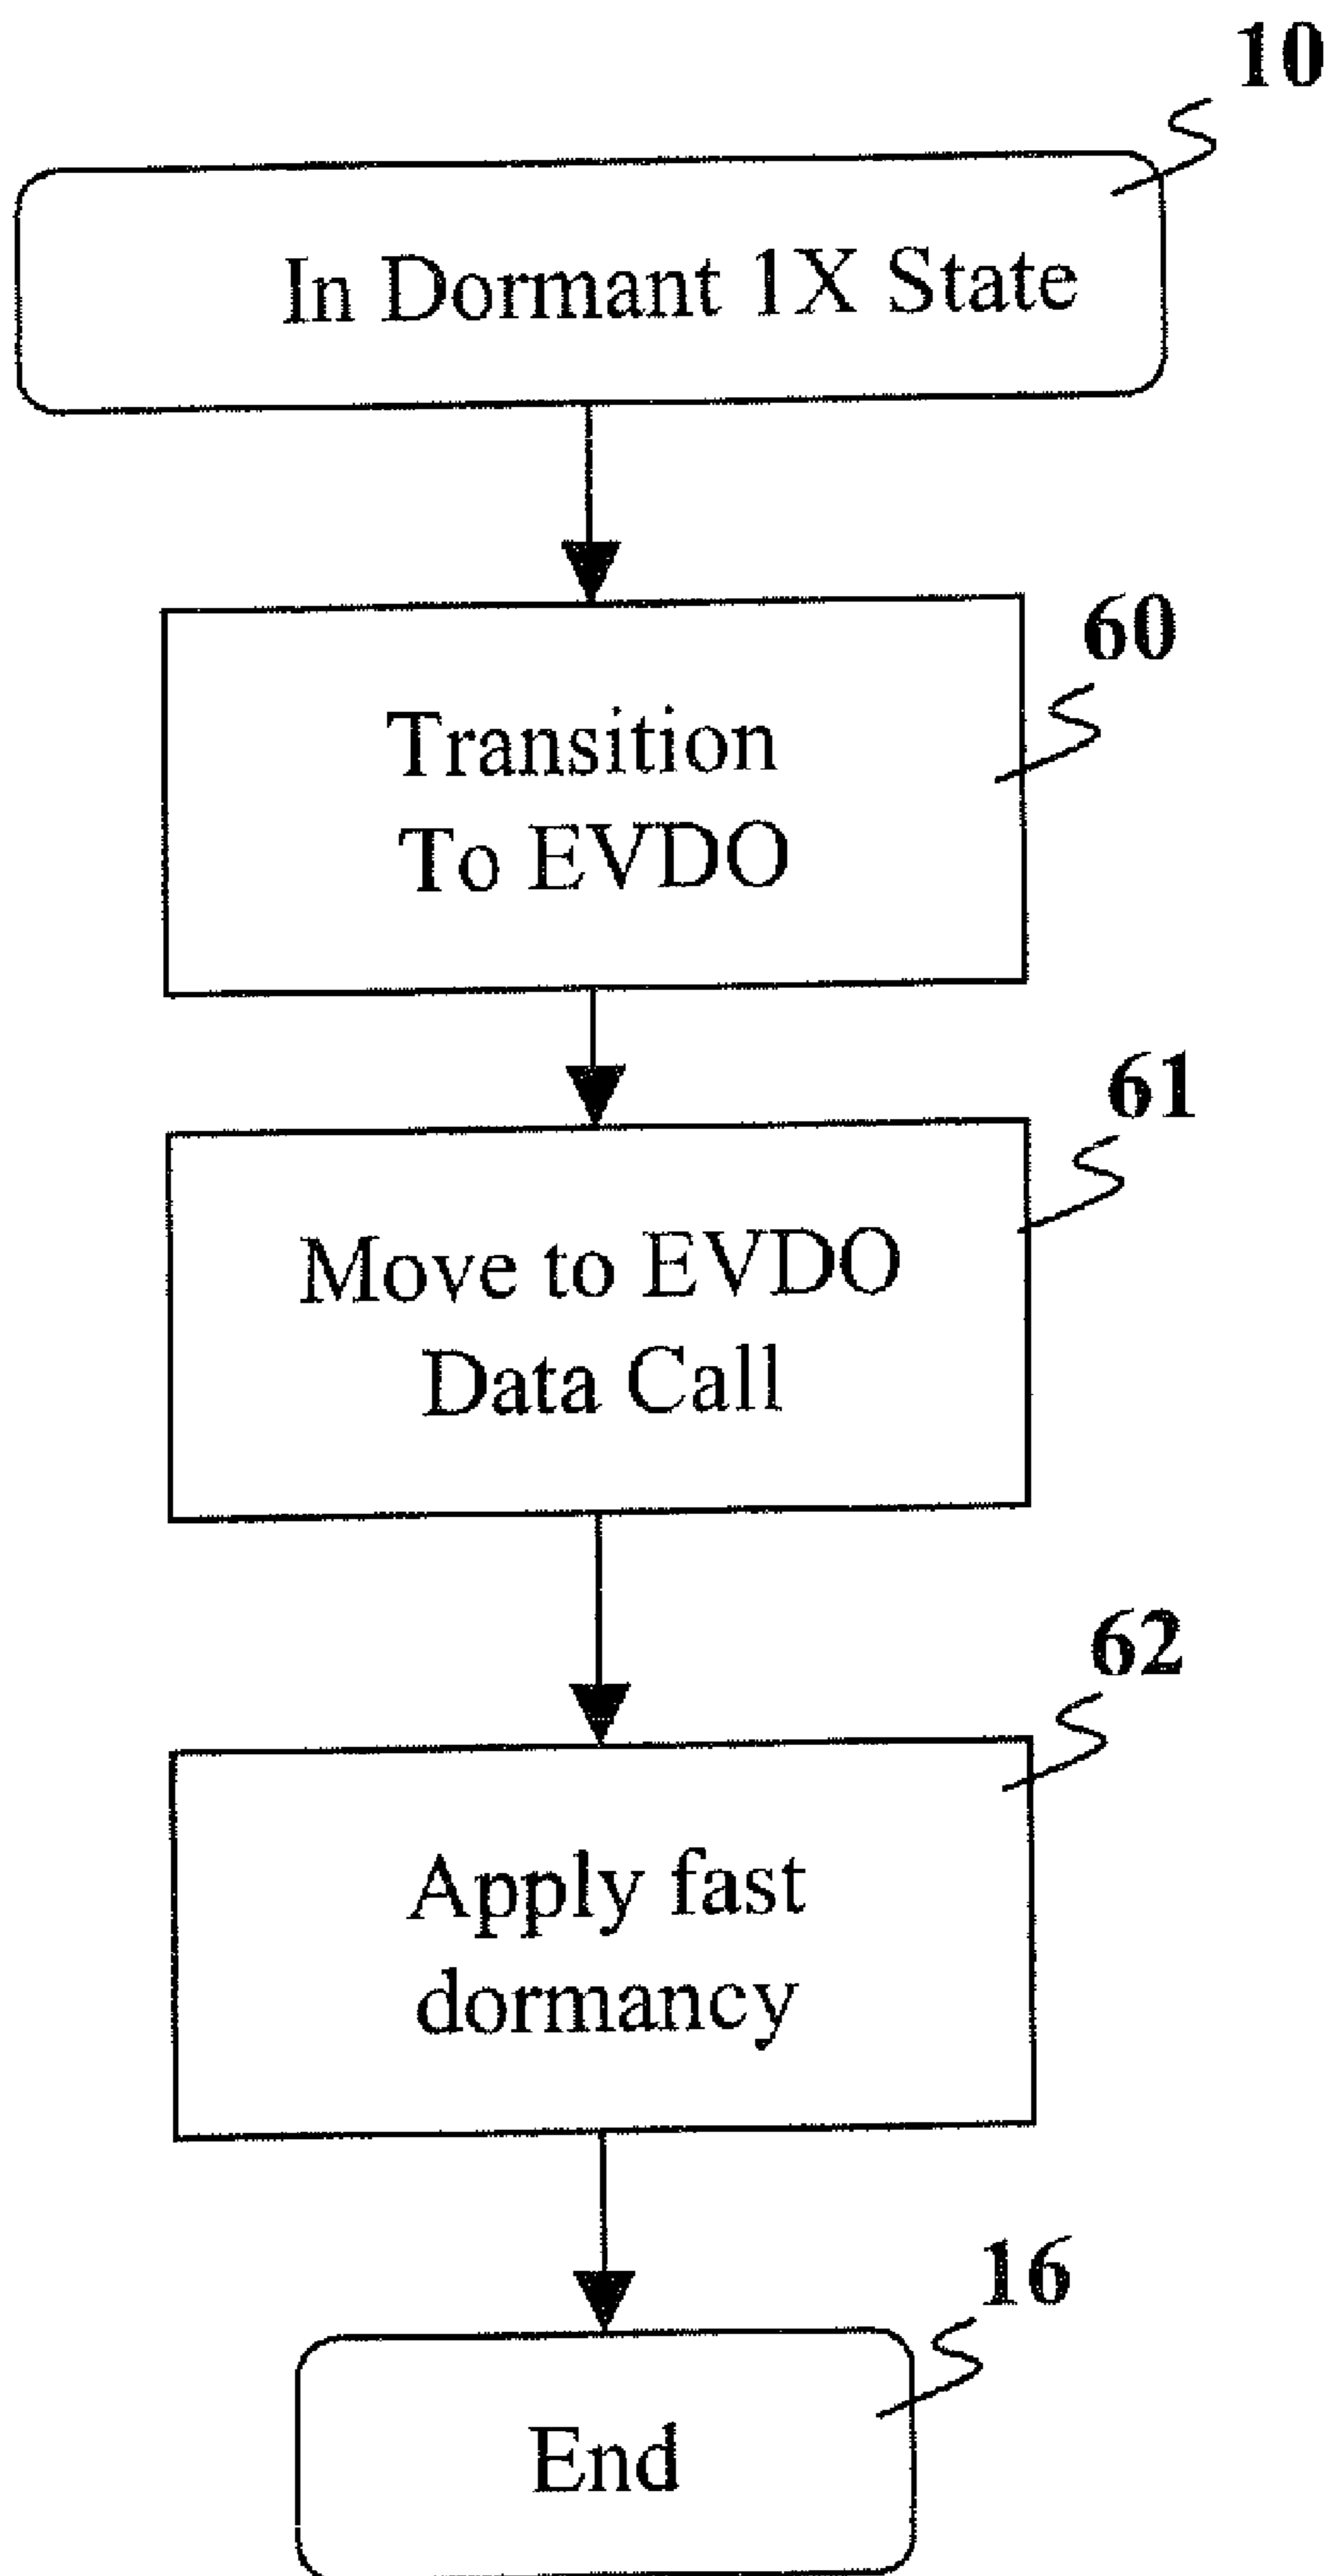 10
In Dormant 1X State
60
Transition
To EVDO
61
Move to EVDO
Data Call
62
Apply fast
dormancy
16
End